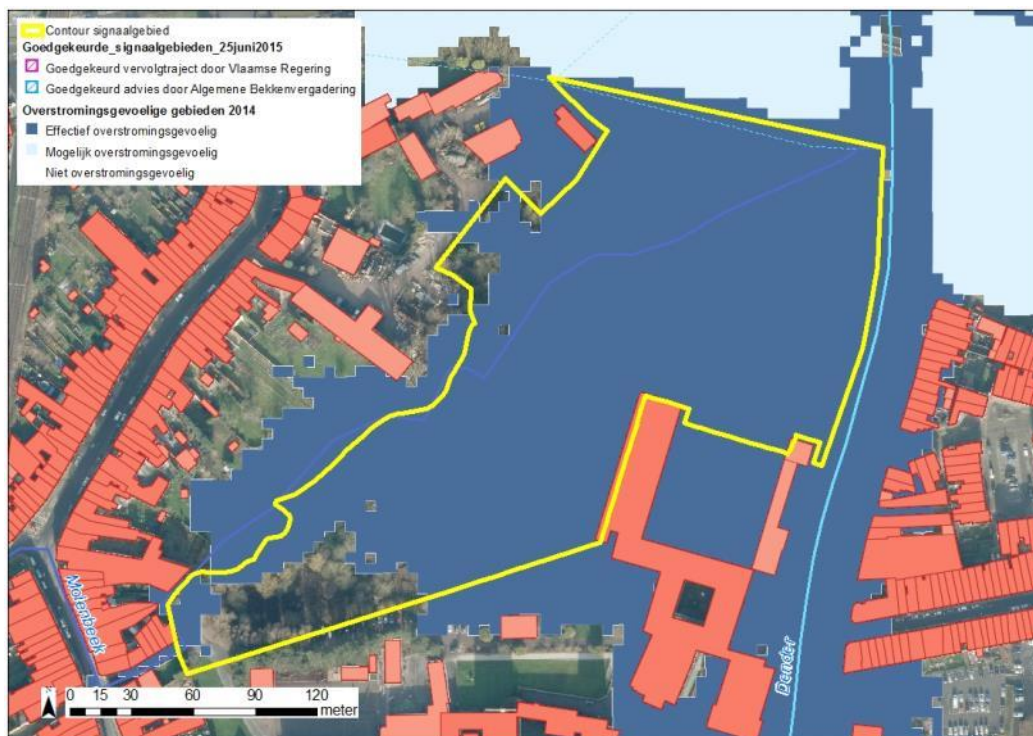 Contour signaalgebied
Goedgekeurde_signaalgebieden_25juni2015
Goedgekeurd vervolgtraject door Vlaamse Regering
Goedgekeurd advies door Algemene Bekkenvergadering
Overstromingsgevoelige gebieden 2014
Effectief overstromingsgevoelig
Mogelijk overstromingsgevoelig
Niet overstromingsgevoelig
Molenbeek
Dender
0 15 30 60 90 120
meter